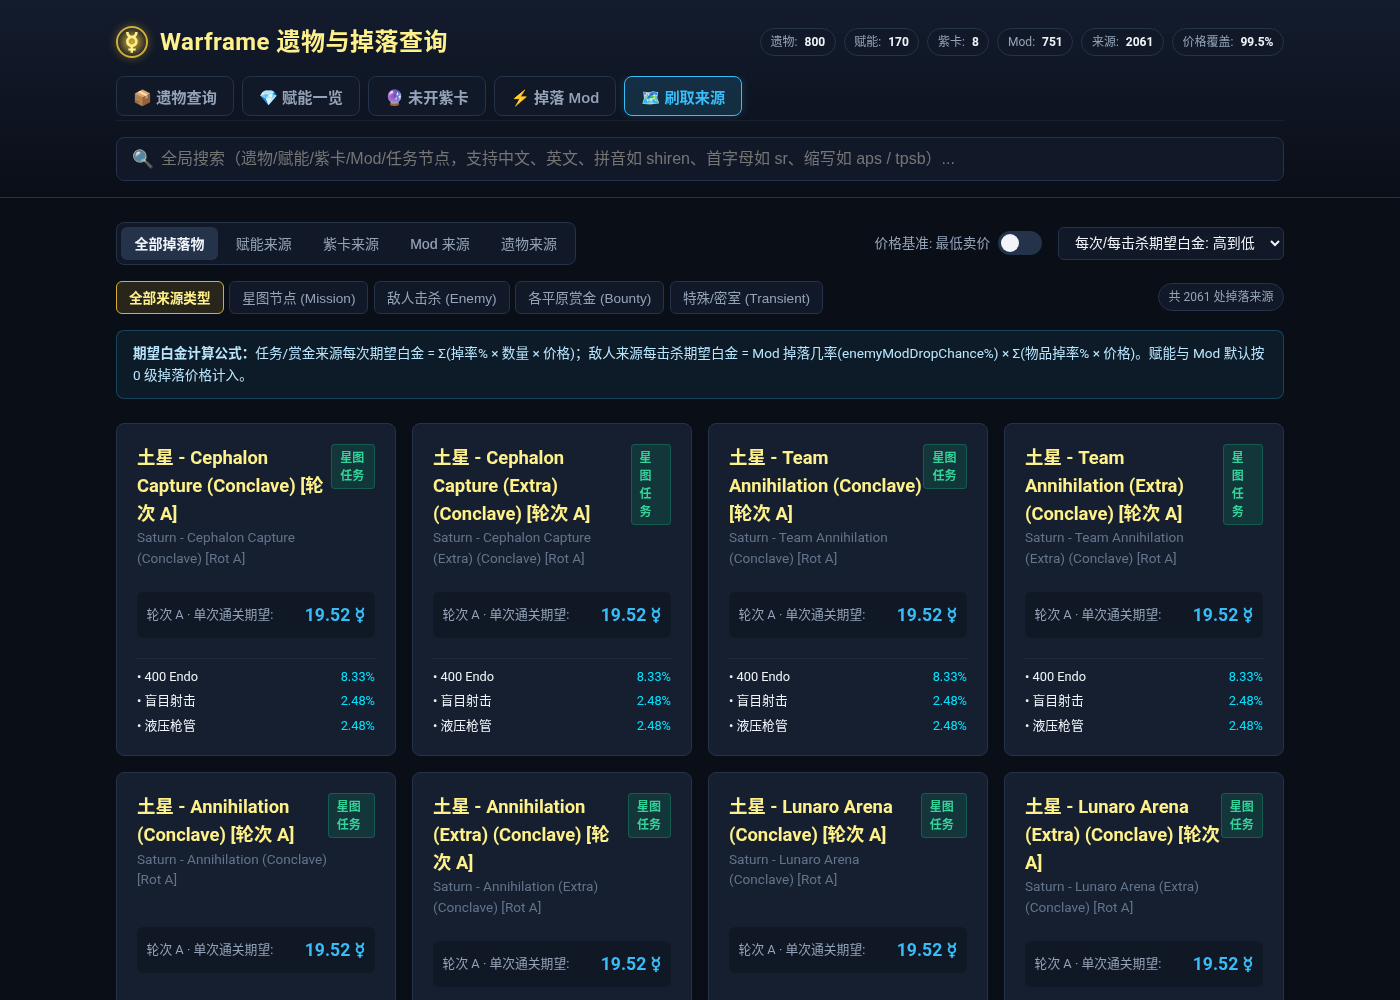 Warframe 遗物与掉落查询
遗物: 800
赋能: 170
紫卡: 8
Mod: 751
来源: 2061
价格覆盖: 99.5%
📦 遗物查询
💎 赋能一览
🔮 未开紫卡
⚡ 掉落 Mod
🗺️ 刷取来源
🔍 全局搜索（遗物/赋能/紫卡/Mod/任务节点，支持中文、英文、拼音如 shiren、首字母如 sr、缩写如 aps / tpsb）...
全部掉落物
赋能来源
紫卡来源
Mod 来源
遗物来源
价格基准: 最低卖价
每次/每击杀期望白金: 高到低
全部来源类型
星图节点 (Mission)
敌人击杀 (Enemy)
各平原赏金 (Bounty)
特殊/密室 (Transient)
共 2061 处掉落来源
期望白金计算公式：任务/赏金来源每次期望白金 = Σ(掉率% × 数量 × 价格)；敌人来源每击杀期望白金 = Mod 掉落几率(enemyModDropChance%) × Σ(物品掉率% × 价格)。赋能与 Mod 默认按
0 级掉落价格计入。
土星 - Cephalon
Capture (Conclave) [轮
次 A]
星图
任务
Saturn - Cephalon Capture
(Conclave) [Rot A]
轮次 A · 单次通关期望:
19.52 ☿
• 400 Endo 8.33%
• 盲目射击 2.48%
• 液压枪管 2.48%
土星 - Cephalon
Capture (Extra)
(Conclave) [轮次 A]
星
图
任
务
Saturn - Cephalon Capture
(Extra) (Conclave) [Rot A]
轮次 A · 单次通关期望:
19.52 ☿
• 400 Endo 8.33%
• 盲目射击 2.48%
• 液压枪管 2.48%
土星 - Team
Annihilation (Conclave)
[轮次 A]
星图
任务
Saturn - Team Annihilation
(Conclave) [Rot A]
轮次 A · 单次通关期望:
19.52 ☿
• 400 Endo 8.33%
• 盲目射击 2.48%
• 液压枪管 2.48%
土星 - Team
Annihilation (Extra)
(Conclave) [轮次 A]
星
图
任
务
Saturn - Team Annihilation
(Extra) (Conclave) [Rot A]
轮次 A · 单次通关期望:
19.52 ☿
• 400 Endo 8.33%
• 盲目射击 2.48%
• 液压枪管 2.48%
土星 - Annihilation
(Conclave) [轮次 A]
星图
任务
Saturn - Annihilation (Conclave)
[Rot A]
轮次 A · 单次通关期望:
19.52 ☿
土星 - Annihilation
(Extra) (Conclave) [轮
次 A]
星图
任务
Saturn - Annihilation (Extra)
(Conclave) [Rot A]
轮次 A · 单次通关期望:
19.52 ☿
土星 - Lunaro Arena
(Conclave) [轮次 A]
星图
任务
Saturn - Lunaro Arena
(Conclave) [Rot A]
轮次 A · 单次通关期望:
19.52 ☿
土星 - Lunaro Arena
(Extra) (Conclave) [轮次
A]
星图
任务
Saturn - Lunaro Arena (Extra)
(Conclave) [Rot A]
轮次 A · 单次通关期望:
19.52 ☿